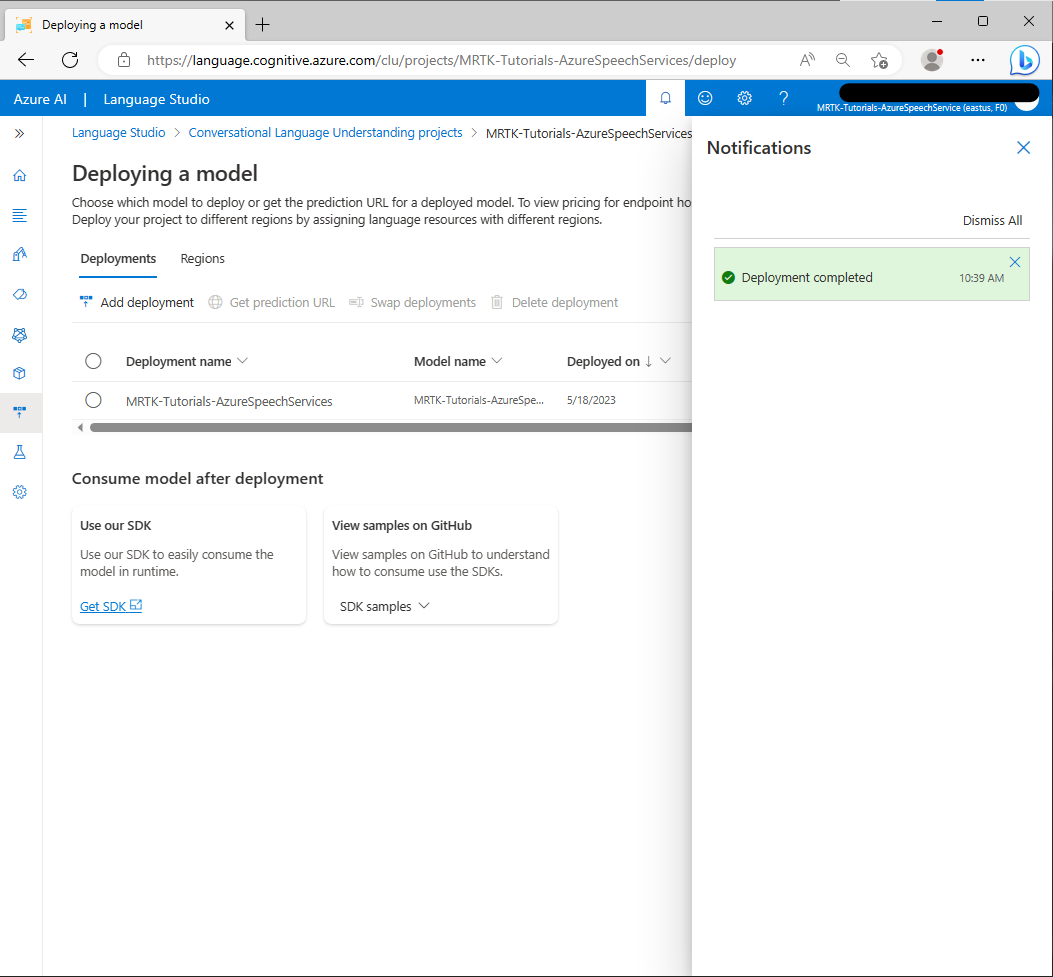 Deploying a model
https://language.cognitive.azure.com/clu/projects/MRTK-Tutorials-AzureSpeechServices/deploy
Azure AI | Language Studio
MRTK-Tutorials-AzureSpeechService (eastus, F0)
Language Studio > Conversational Language Understanding projects > MRTK-Tutorials-AzureSpeechServices
Deploying a model
Choose which model to deploy or get the prediction URL for a deployed model. To view pricing for endpoint ho
Deploy your project to different regions by assigning language resources with different regions.
Deployments Regions
Add deployment Get prediction URL Swap deployments Delete deployment
Deployment name Model name Deployed on ↓
MRTK-Tutorials-AzureSpeechServices MRTK-Tutorials-AzureSpe... 5/18/2023
Consume model after deployment
Use our SDK
Use our SDK to easily consume the
model in runtime.
Get SDK
View samples on GitHub
View samples on GitHub to understand
how to consume use the SDKs.
SDK samples
Notifications
Dismiss All
Deployment completed 10:39 AM